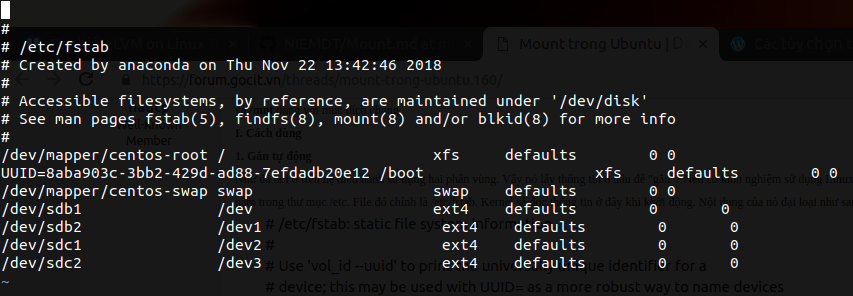 #
# /etc/fstab
# Created by anaconda on Thu Nov 22 13:42:46 2018
#
# Accessible filesystems, by reference, are maintained under '/dev/disk'
# See man pages fstab(5), findfs(8), mount(8) and/or blkid(8) for more info
#
/dev/mapper/centos-root / xfs defaults 0 0
UUID=8aba903c-3bb2-429d-ad88-7efdadb20e12 /boot xfs defaults 0 0
/dev/mapper/centos-swap swap swap defaults 0 0
/dev/sdb1 /dev ext4 defaults 0 0
/dev/sdb2 /dev1 ext4 defaults 0 0
/dev/sdc1 /dev2 ext4 defaults 0 0
/dev/sdc2 /dev3 ext4 defaults 0 0
~
Mount trong Ubuntu | D
https://forum.gocit.vn/threads/mount-trong-ubuntu.160/
Well-Known
Member
I. Cách dùng
1. Gán tự động
# /etc/fstab: static file system
#
# Use 'vol_id --uuid' to print the universally unique identifier for a
# device; this may be used with UUID= as a more robust way to name devices